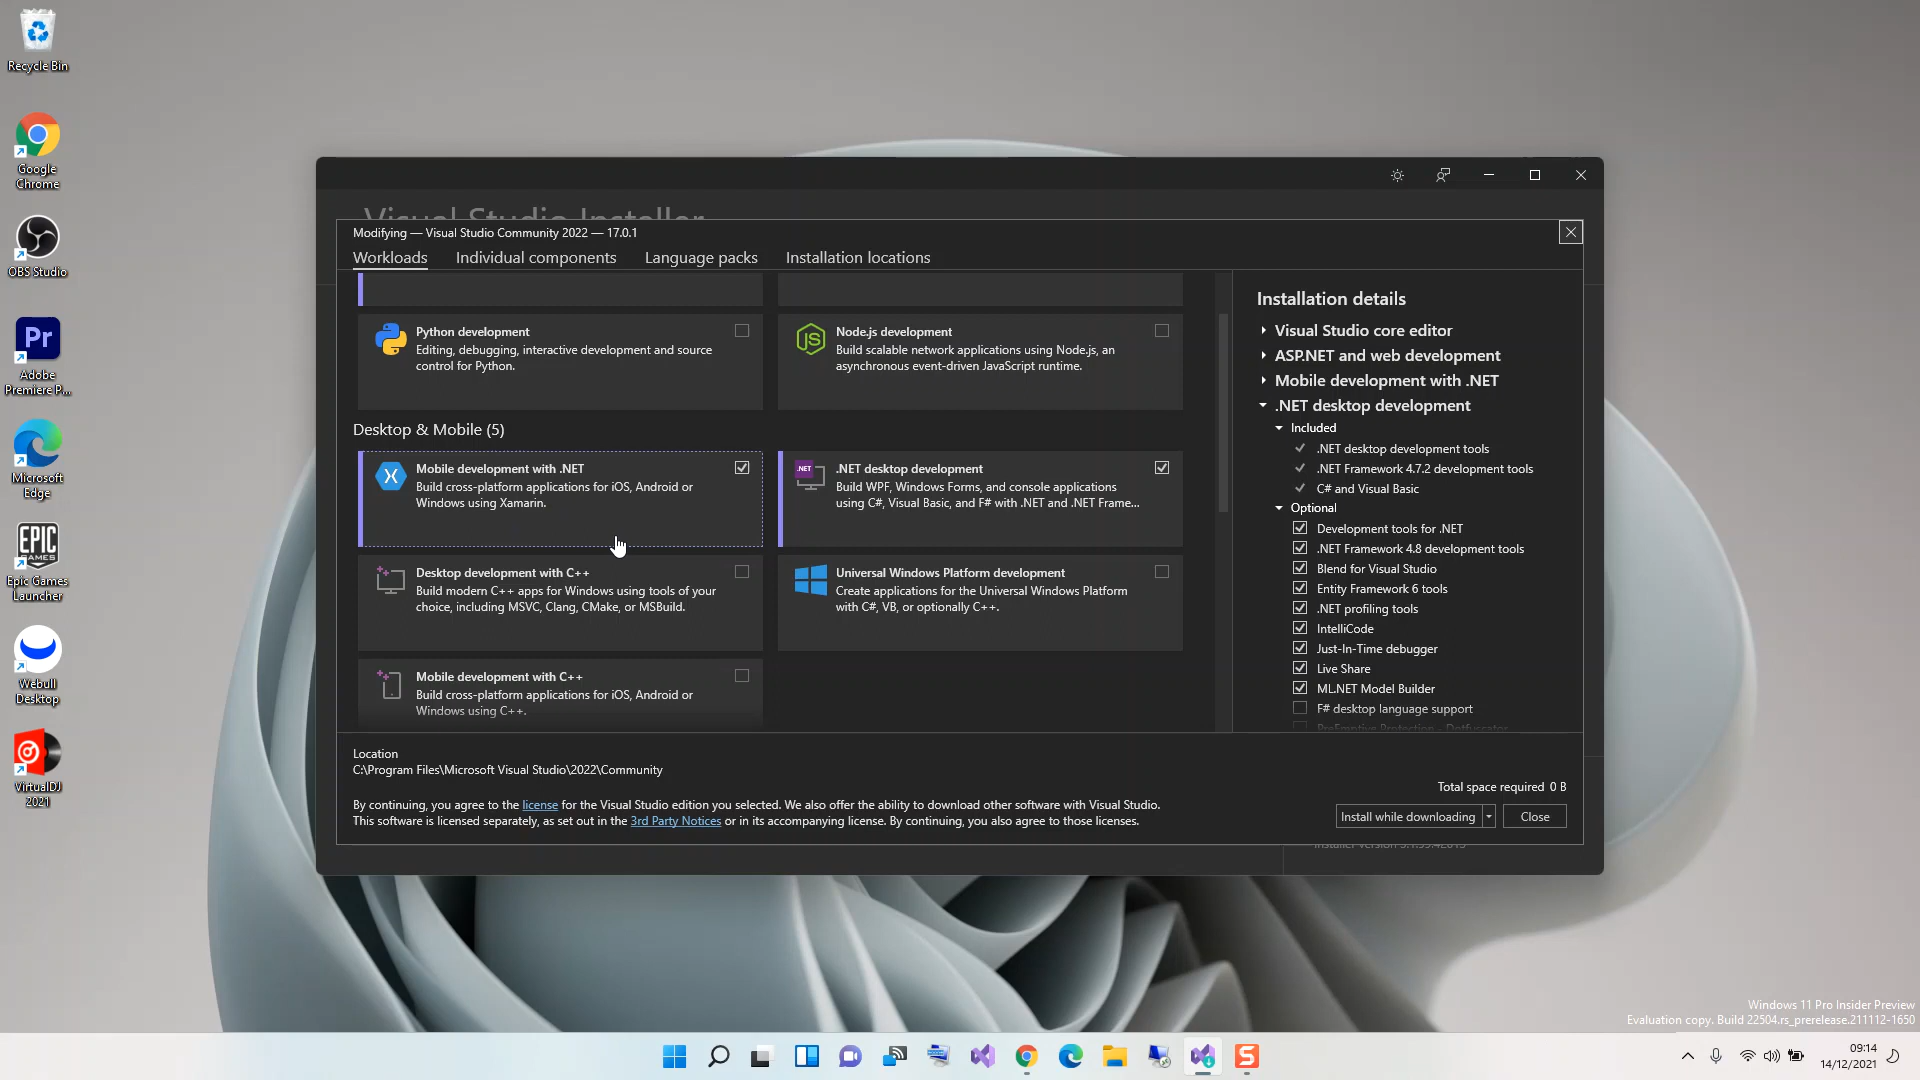 Recycle Bin
Google
Chrome
OBS Studio
Pr
Adobe
Premiere P...
Microsoft
Edge
EPIC
GAMES
Epic Games
Launcher
Webull
Desktop
VirtualDJ
2021
Visual Studio Installer
Modifying — Visual Studio Community 2022 — 17.0.1
Workloads
Individual components
Language packs
Installation locations
Python development
Editing, debugging, interactive development and source
control for Python.
Node.js development
Build scalable network applications using Node.js, an
asynchronous event-driven JavaScript runtime.
Desktop & Mobile (5)
Mobile development with .NET
Build cross-platform applications for iOS, Android or
Windows using Xamarin.
.NET
.NET desktop development
Build WPF, Windows Forms, and console applications
using C#, Visual Basic, and F# with .NET and .NET Frame...
Desktop development with C++
Build modern C++ apps for Windows using tools of your
choice, including MSVC, Clang, CMake, or MSBuild.
Universal Windows Platform development
Create applications for the Universal Windows Platform
with C#, VB, or optionally C++.
Mobile development with C++
Build cross-platform applications for iOS, Android or
Windows using C++.
Installation details
Visual Studio core editor
ASP.NET and web development
Mobile development with .NET
.NET desktop development
Included
.NET desktop development tools
.NET Framework 4.7.2 development tools
C# and Visual Basic
Optional
Development tools for .NET
.NET Framework 4.8 development tools
Blend for Visual Studio
Entity Framework 6 tools
.NET profiling tools
IntelliCode
Just-In-Time debugger
Live Share
ML.NET Model Builder
F# desktop language support
PreEmptive Protection - Dotfuscator
Location
C:\Program Files\Microsoft Visual Studio\2022\Community
By continuing, you agree to the license for the Visual Studio edition you selected. We also offer the ability to download other software with Visual Studio.
This software is licensed separately, as set out in the 3rd Party Notices or in its accompanying license. By continuing, you also agree to those licenses.
Total space required 0 B
Install while downloading
Close
Windows 11 Pro Insider Preview
Evaluation copy. Build 22504.rs_prerelease.211112-1650
09:14
14/12/2021